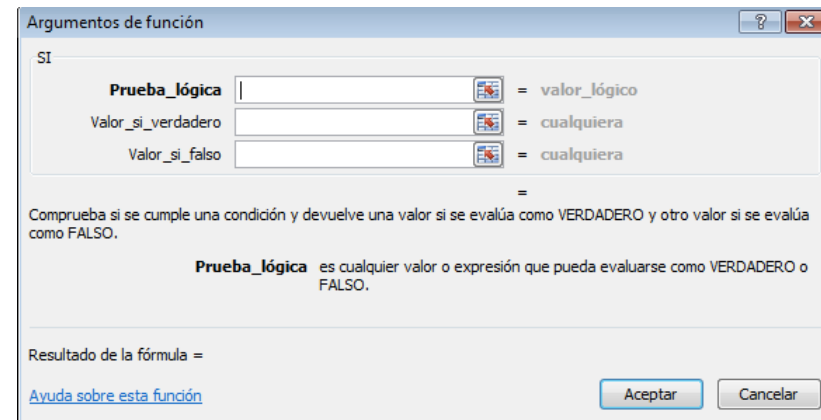 Argumentos de función
SI
Prueba_lógica = valor_lógico
Valor_si_verdadero = cualquiera
Valor_si_falso = cualquiera
=
Comprueba si se cumple una condición y devuelve una valor si se evalúa como VERDADERO y otro valor si se evalúa
como FALSO.
Prueba_lógica es cualquier valor o expresión que pueda evaluarse como VERDADERO o
FALSO.
Resultado de la fórmula =
Ayuda sobre esta función Aceptar Cancelar